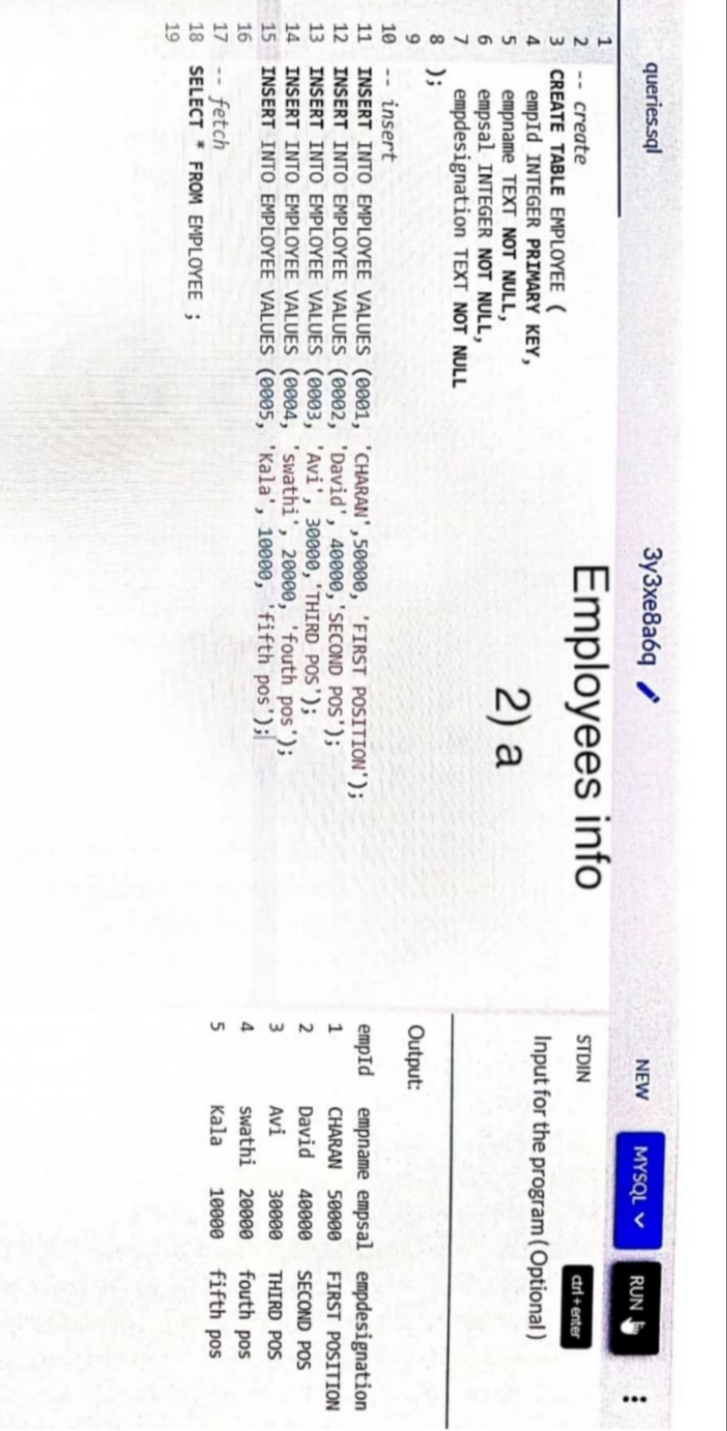 queries.sql
3y3xe8a6q
NEW
MYSQL
RUN
Employees info
2) a
1
2 -- create
3 CREATE TABLE EMPLOYEE (
4 empId INTEGER PRIMARY KEY,
5 empname TEXT NOT NULL,
6 empsal INTEGER NOT NULL,
7 empdesignation TEXT NOT NULL
8 );
9
10 -- insert
11 INSERT INTO EMPLOYEE VALUES (0001, 'CHARAN' ,50000, 'FIRST POSITION');
12 INSERT INTO EMPLOYEE VALUES (0002, 'David', 40000,'SECOND POS');
13 INSERT INTO EMPLOYEE VALUES (0003, 'Avi', 30000,'THIRD POS');
14 INSERT INTO EMPLOYEE VALUES (0004, 'swathi', 20000, 'fouth pos');
15 INSERT INTO EMPLOYEE VALUES (0005, 'Kala', 10000, 'fifth pos');
16
17 -- fetch
18 SELECT * FROM EMPLOYEE ;
19
STDIN
ctrl + enter
Input for the program ( Optional )
Output:
empId empname empsal empdesignation
1 CHARAN 50000 FIRST POSITION
2 David 40000 SECOND POS
3 Avi 30000 THIRD POS
4 swathi 20000 fouth pos
5 Kala 10000 fifth pos